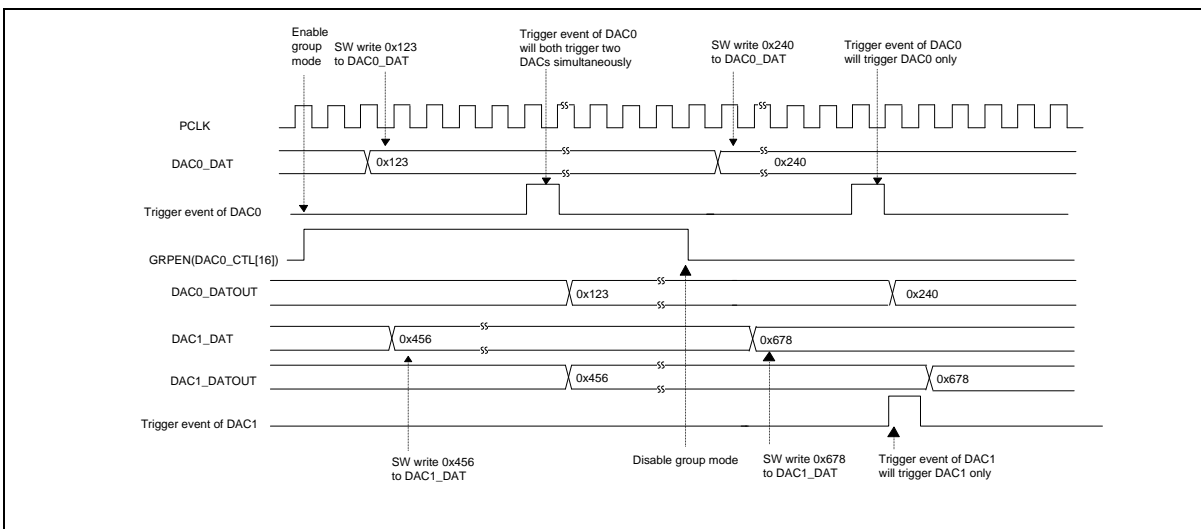 Enable
group
mode
SW write 0x123
to DAC0_DAT
Trigger event of DAC0
will both trigger two
DACs simultaneously
SW write 0x240
to DAC0_DAT
Trigger event of DAC0
will trigger DAC0 only
PCLK
DAC0_DAT
0x123
0x240
Trigger event of DAC0
GRPEN(DAC0_CTL[16])
DAC0_DATOUT
0x123
0x240
DAC1_DAT
0x456
0x678
DAC1_DATOUT
0x456
0x678
Trigger event of DAC1
SW write 0x456
to DAC1_DAT
Disable group mode
SW write 0x678
to DAC1_DAT
Trigger event of DAC1
will trigger DAC1 only